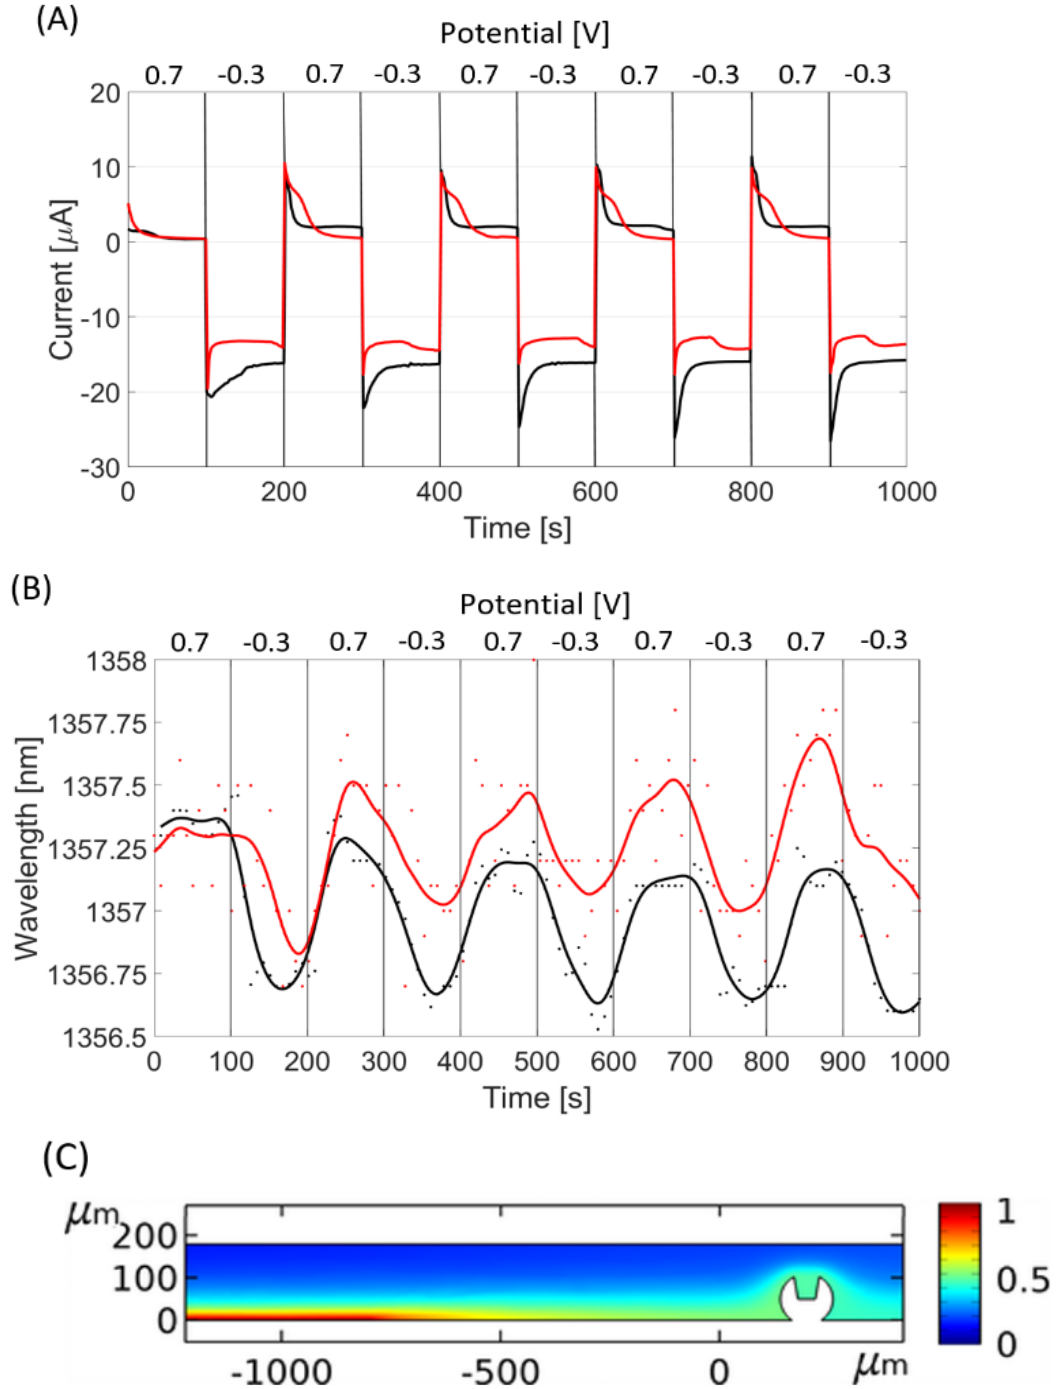 (A)
Potential [V]
0.7 -0.3 0.7 -0.3 0.7 -0.3 0.7 -0.3 0.7 -0.3
20
10
0
-10
-20
-30
Current [μA]
0 200 400 600 800 1000
Time [s]
(B)
Potential [V]
0.7 -0.3 0.7 -0.3 0.7 -0.3 0.7 -0.3 0.7 -0.3
1358
1357.75
1357.5
1357.25
1357
1356.75
1356.5
Wavelength [nm]
0 100 200 300 400 500 600 700 800 900 1000
Time [s]
(C)
μm
200
100
0
-1000 -500 0 μm
1
0.5
0